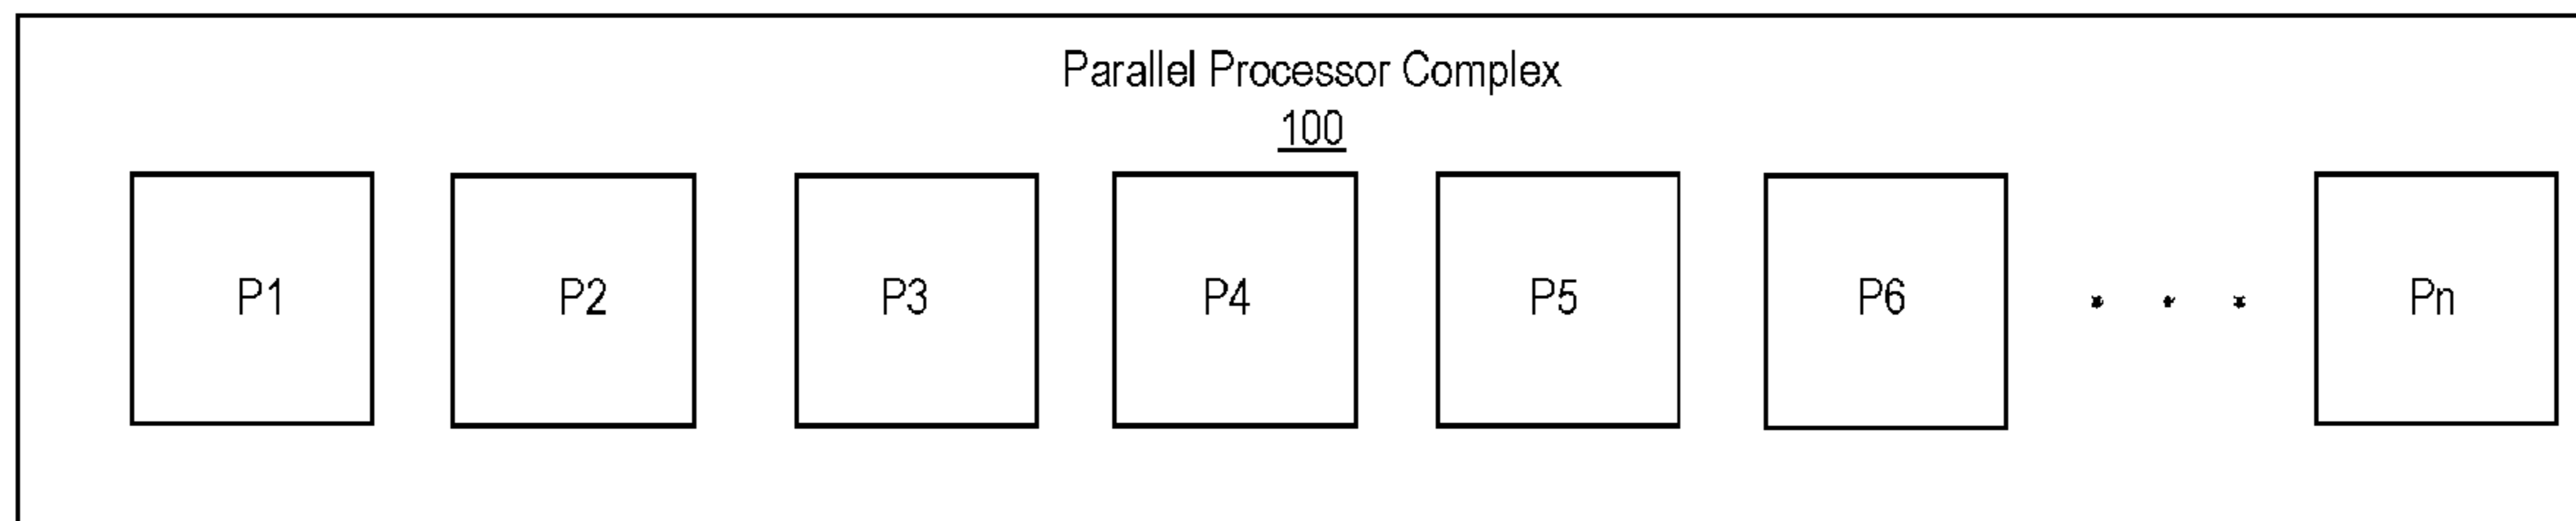 Parallel Processor Complex
100
P1 P2 P3 P4 P5 P6 . . . Pn